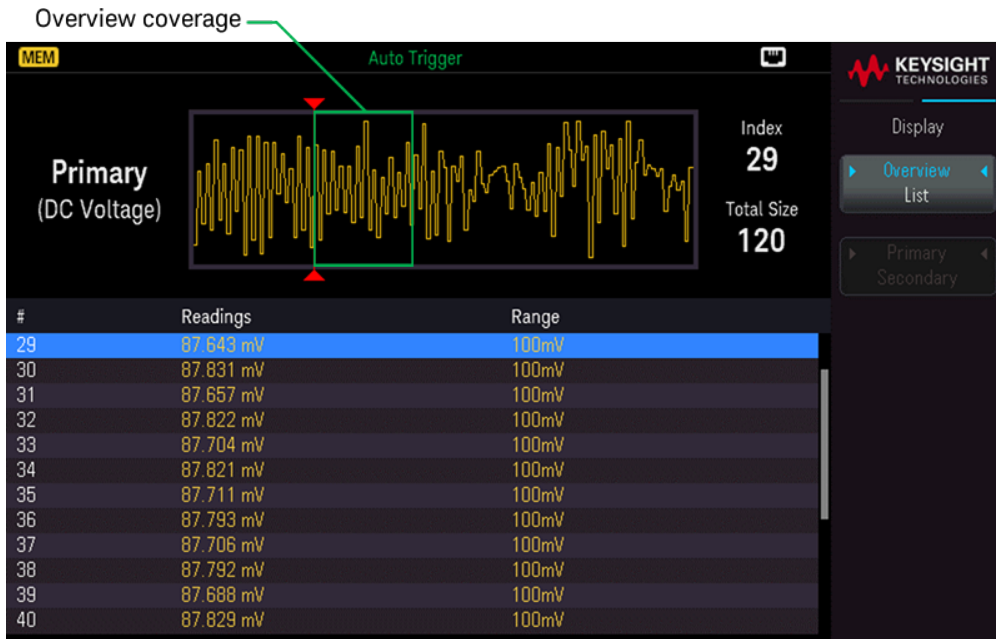 Overview coverage
MEM
Auto Trigger
KEYSIGHT
TECHNOLOGIES
Display
Overview
List
Primary
Secondary
Primary
(DC Voltage)
Index
29
Total Size
120
# Readings Range
29 87.643 mV 100mV
30 87.831 mV 100mV
31 87.657 mV 100mV
32 87.822 mV 100mV
33 87.704 mV 100mV
34 87.821 mV 100mV
35 87.711 mV 100mV
36 87.793 mV 100mV
37 87.706 mV 100mV
38 87.792 mV 100mV
39 87.688 mV 100mV
40 87.829 mV 100mV